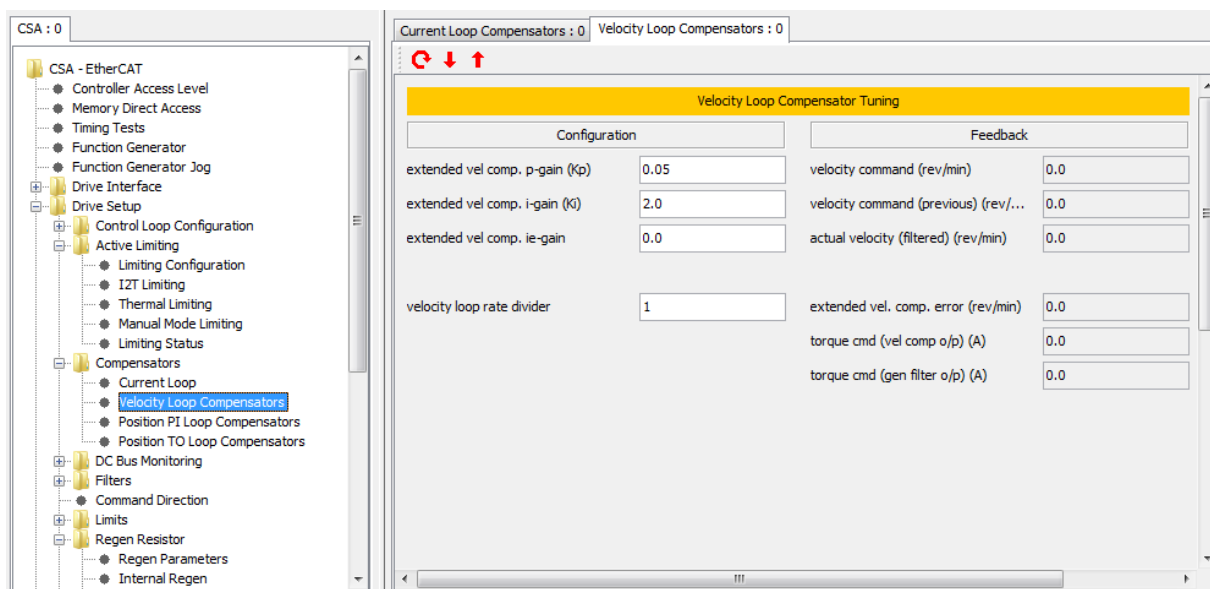 CSA : 0
CSA - EtherCAT
Controller Access Level
Memory Direct Access
Timing Tests
Function Generator
Function Generator Jog
Drive Interface
Drive Setup
Control Loop Configuration
Active Limiting
Limiting Configuration
I2T Limiting
Thermal Limiting
Manual Mode Limiting
Limiting Status
Compensators
Current Loop
Velocity Loop Compensators
Position PI Loop Compensators
Position TO Loop Compensators
DC Bus Monitoring
Filters
Command Direction
Limits
Regen Resistor
Regen Parameters
Internal Regen
Current Loop Compensators : 0 Velocity Loop Compensators : 0
Velocity Loop Compensator Tuning
Configuration Feedback
extended vel comp. p-gain (Kp) 0.05 velocity command (rev/min) 0.0
extended vel comp. i-gain (Ki) 2.0 velocity command (previous) (rev/... 0.0
extended vel comp. ie-gain 0.0 actual velocity (filtered) (rev/min) 0.0
velocity loop rate divider 1 extended vel. comp. error (rev/min) 0.0
torque cmd (vel comp o/p) (A) 0.0
torque cmd (gen filter o/p) (A) 0.0